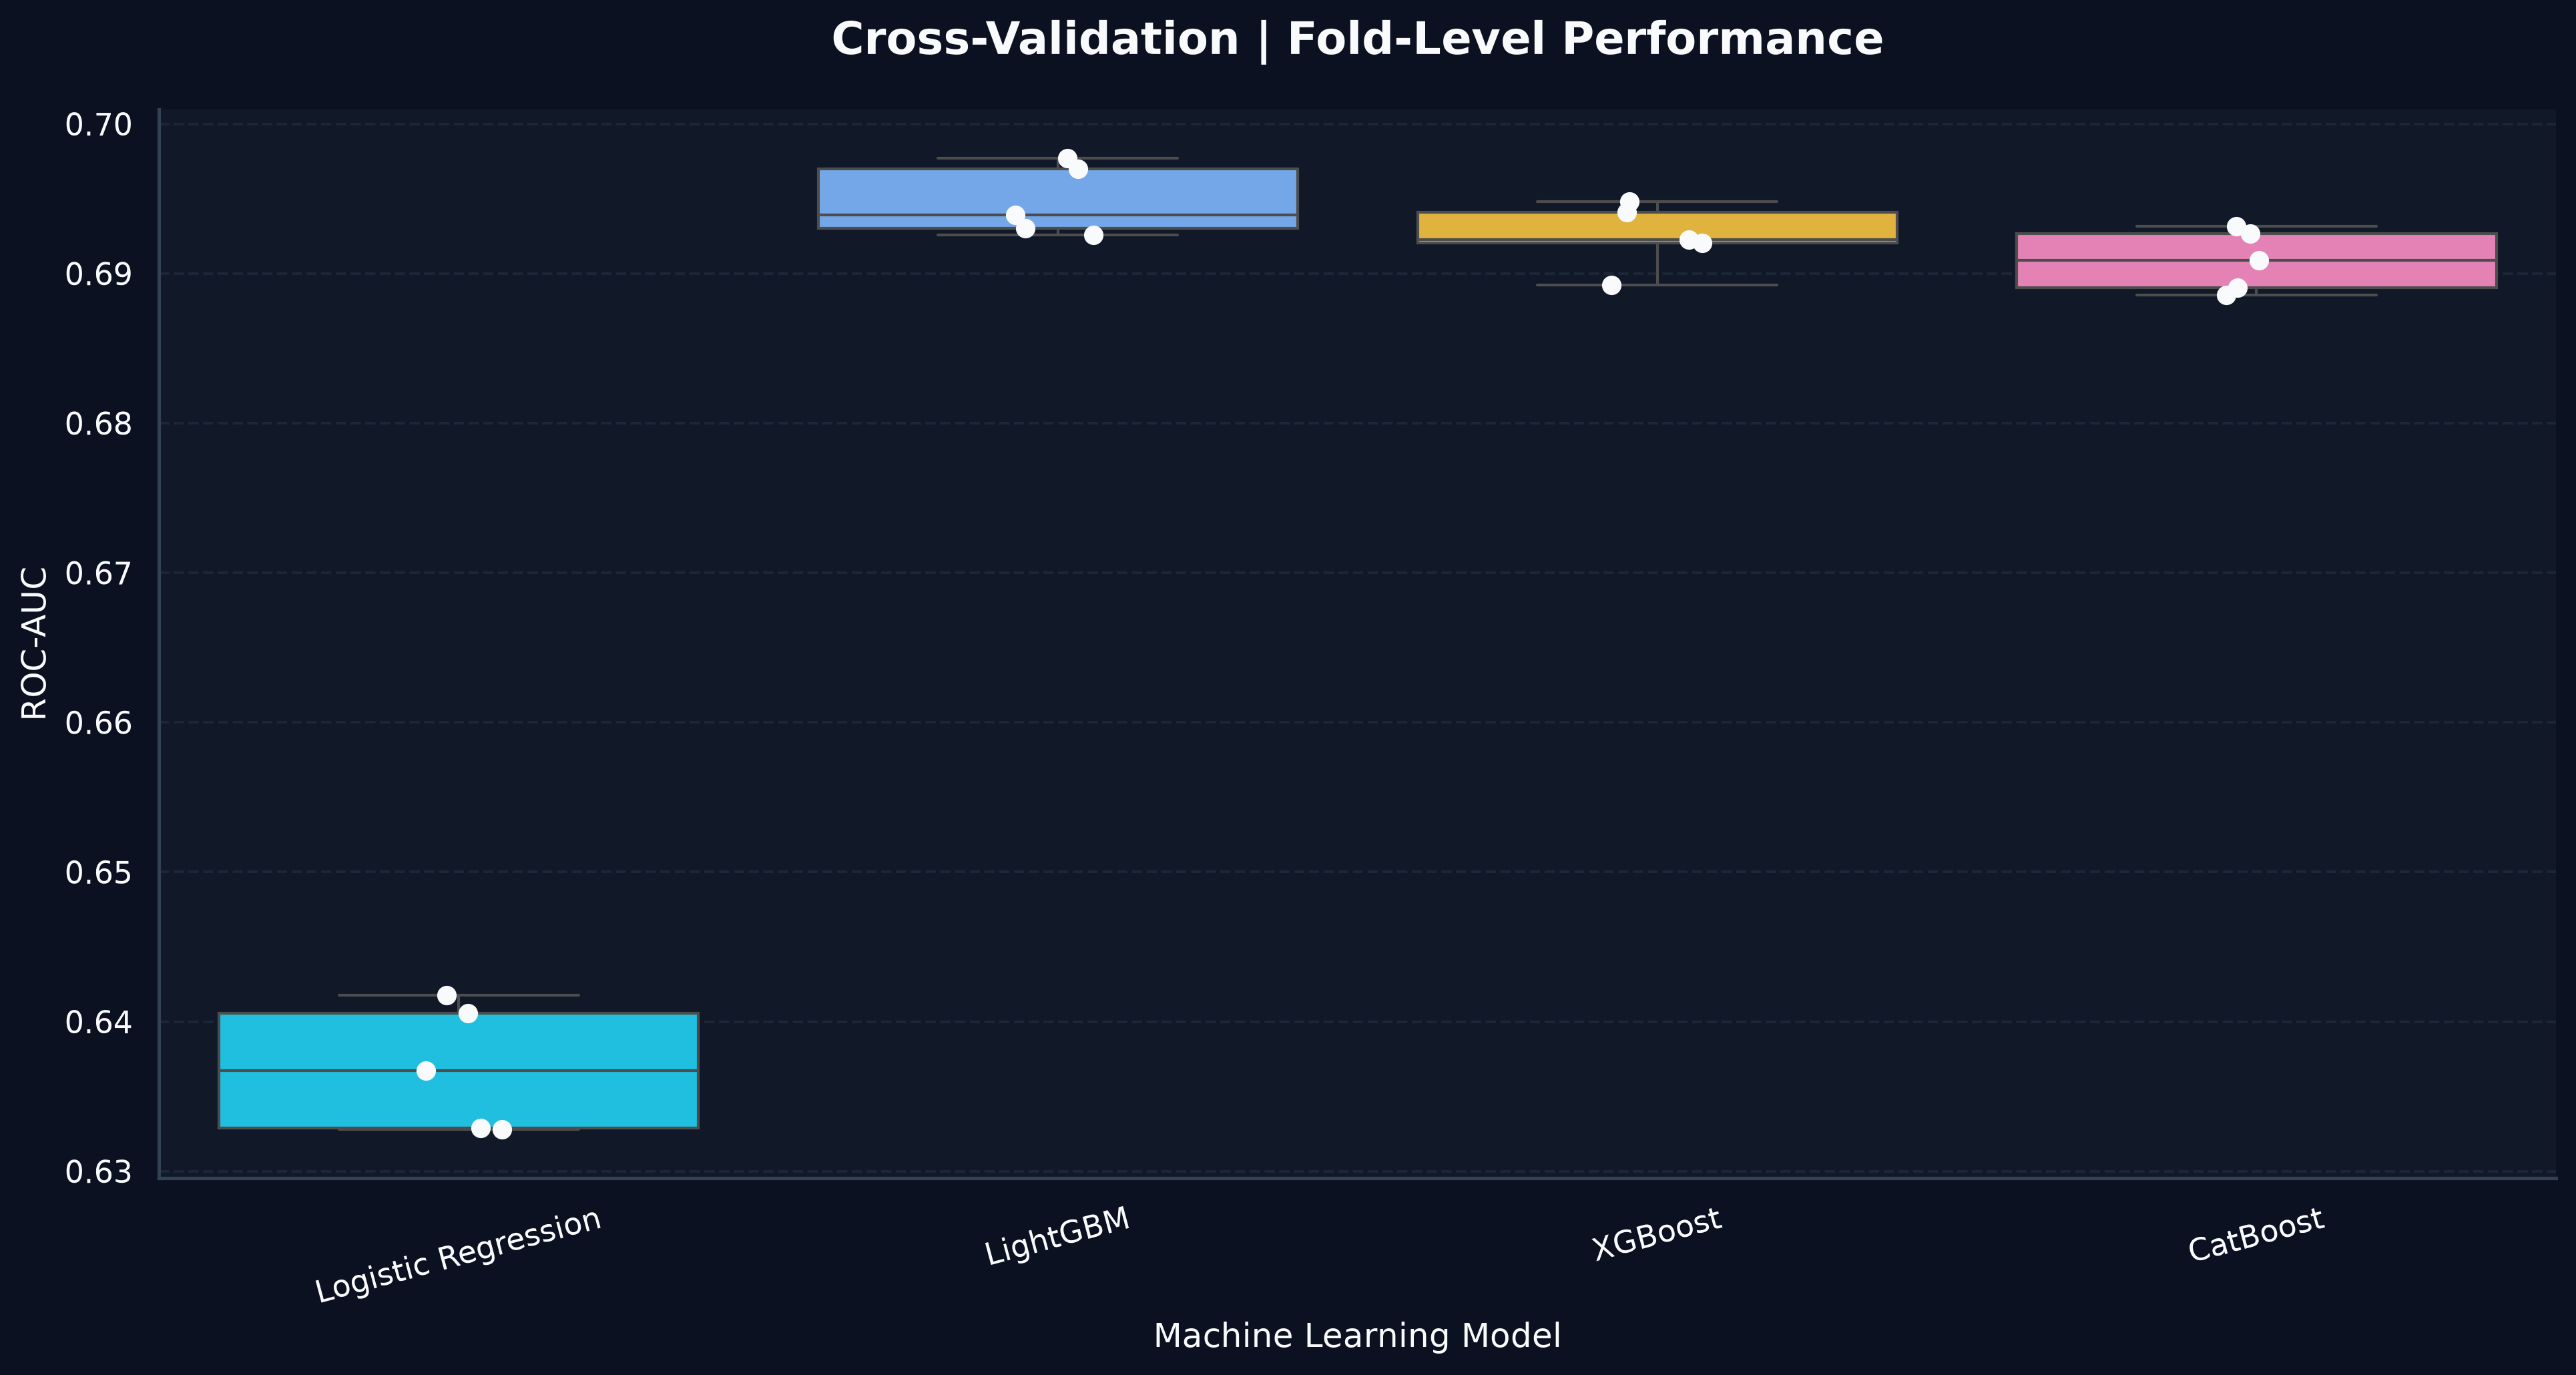 Cross-Validation | Fold-Level Performance
ROC-AUC
0.70
0.69
0.68
0.67
0.66
0.65
0.64
0.63
Logistic Regression
LightGBM
XGBoost
CatBoost
Machine Learning Model